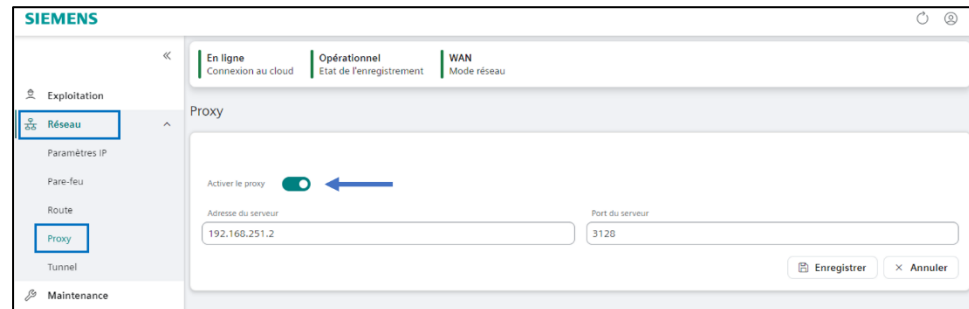 SIEMENS
En ligne
Connexion au cloud
Opérationnel
Etat de l'enregistrement
WAN
Mode réseau
Exploitation
Réseau
Paramètres IP
Pare-feu
Route
Proxy
Tunnel
Maintenance
Proxy
Activer le proxy
Adresse du serveur
192.168.251.2
Port du serveur
3128
Enregistrer
Annuler